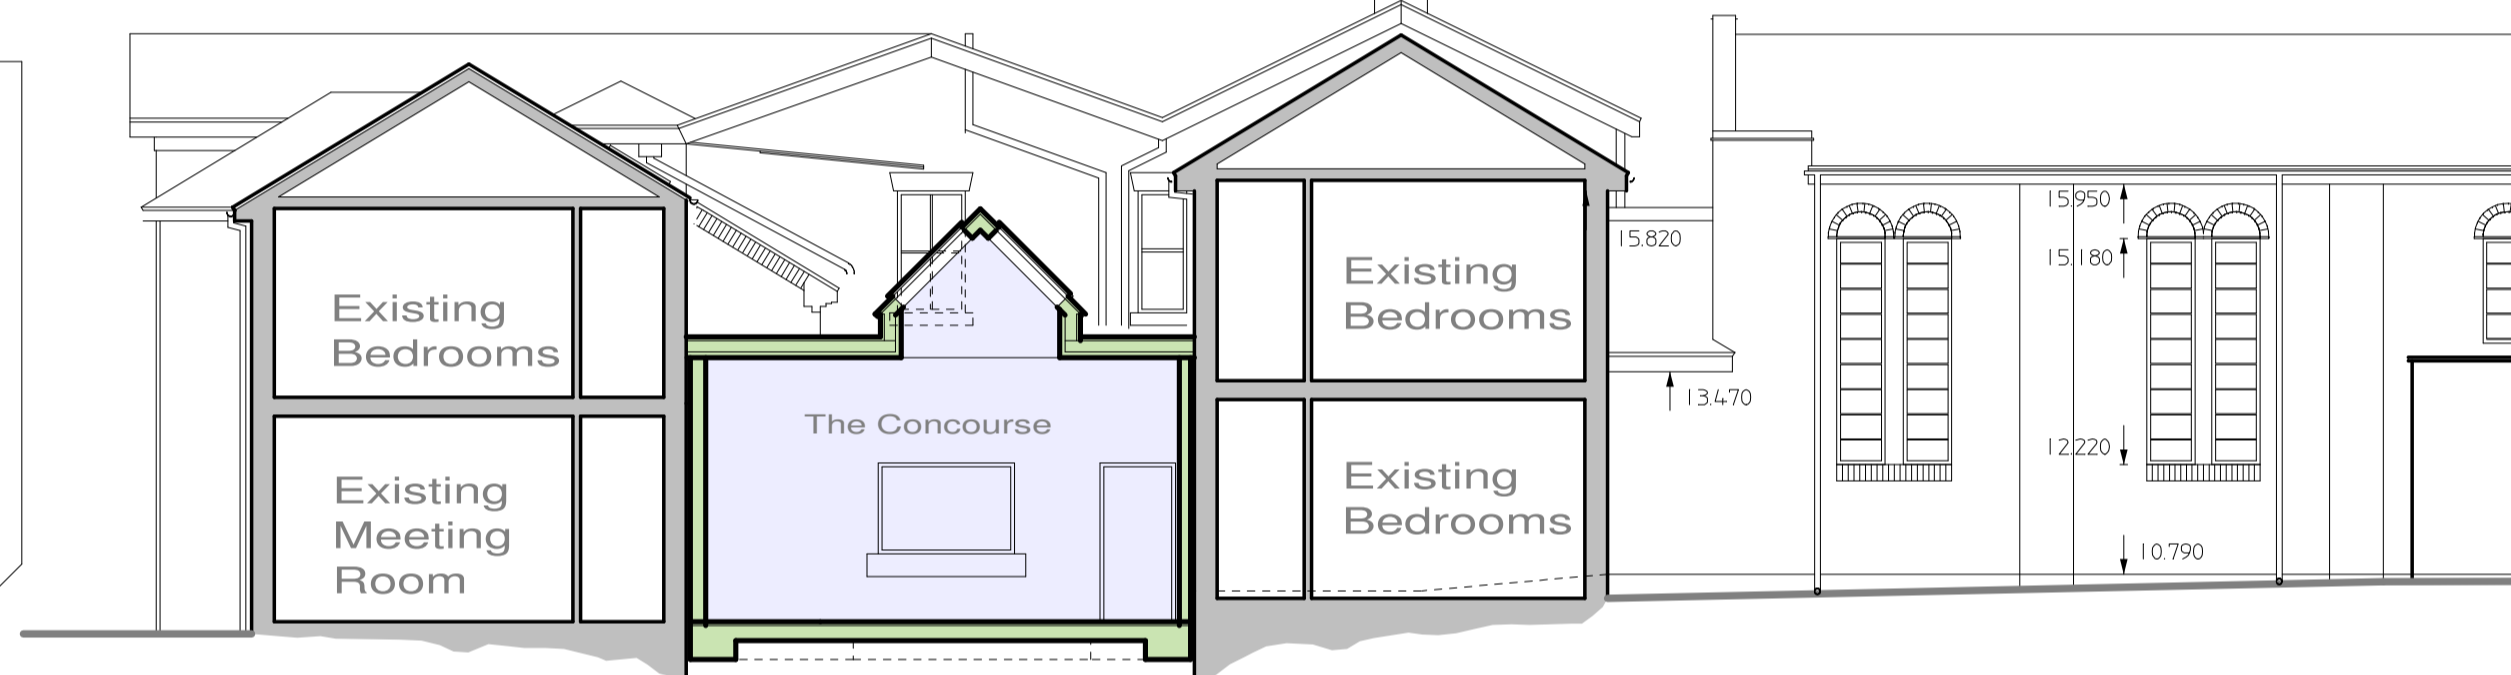 Existing
Bedrooms
Existing
Meeting
Room
The Concourse
Existing
Bedrooms
Existing
Bedrooms
15.820
13.470
15.950
15.180
12.220
10.790